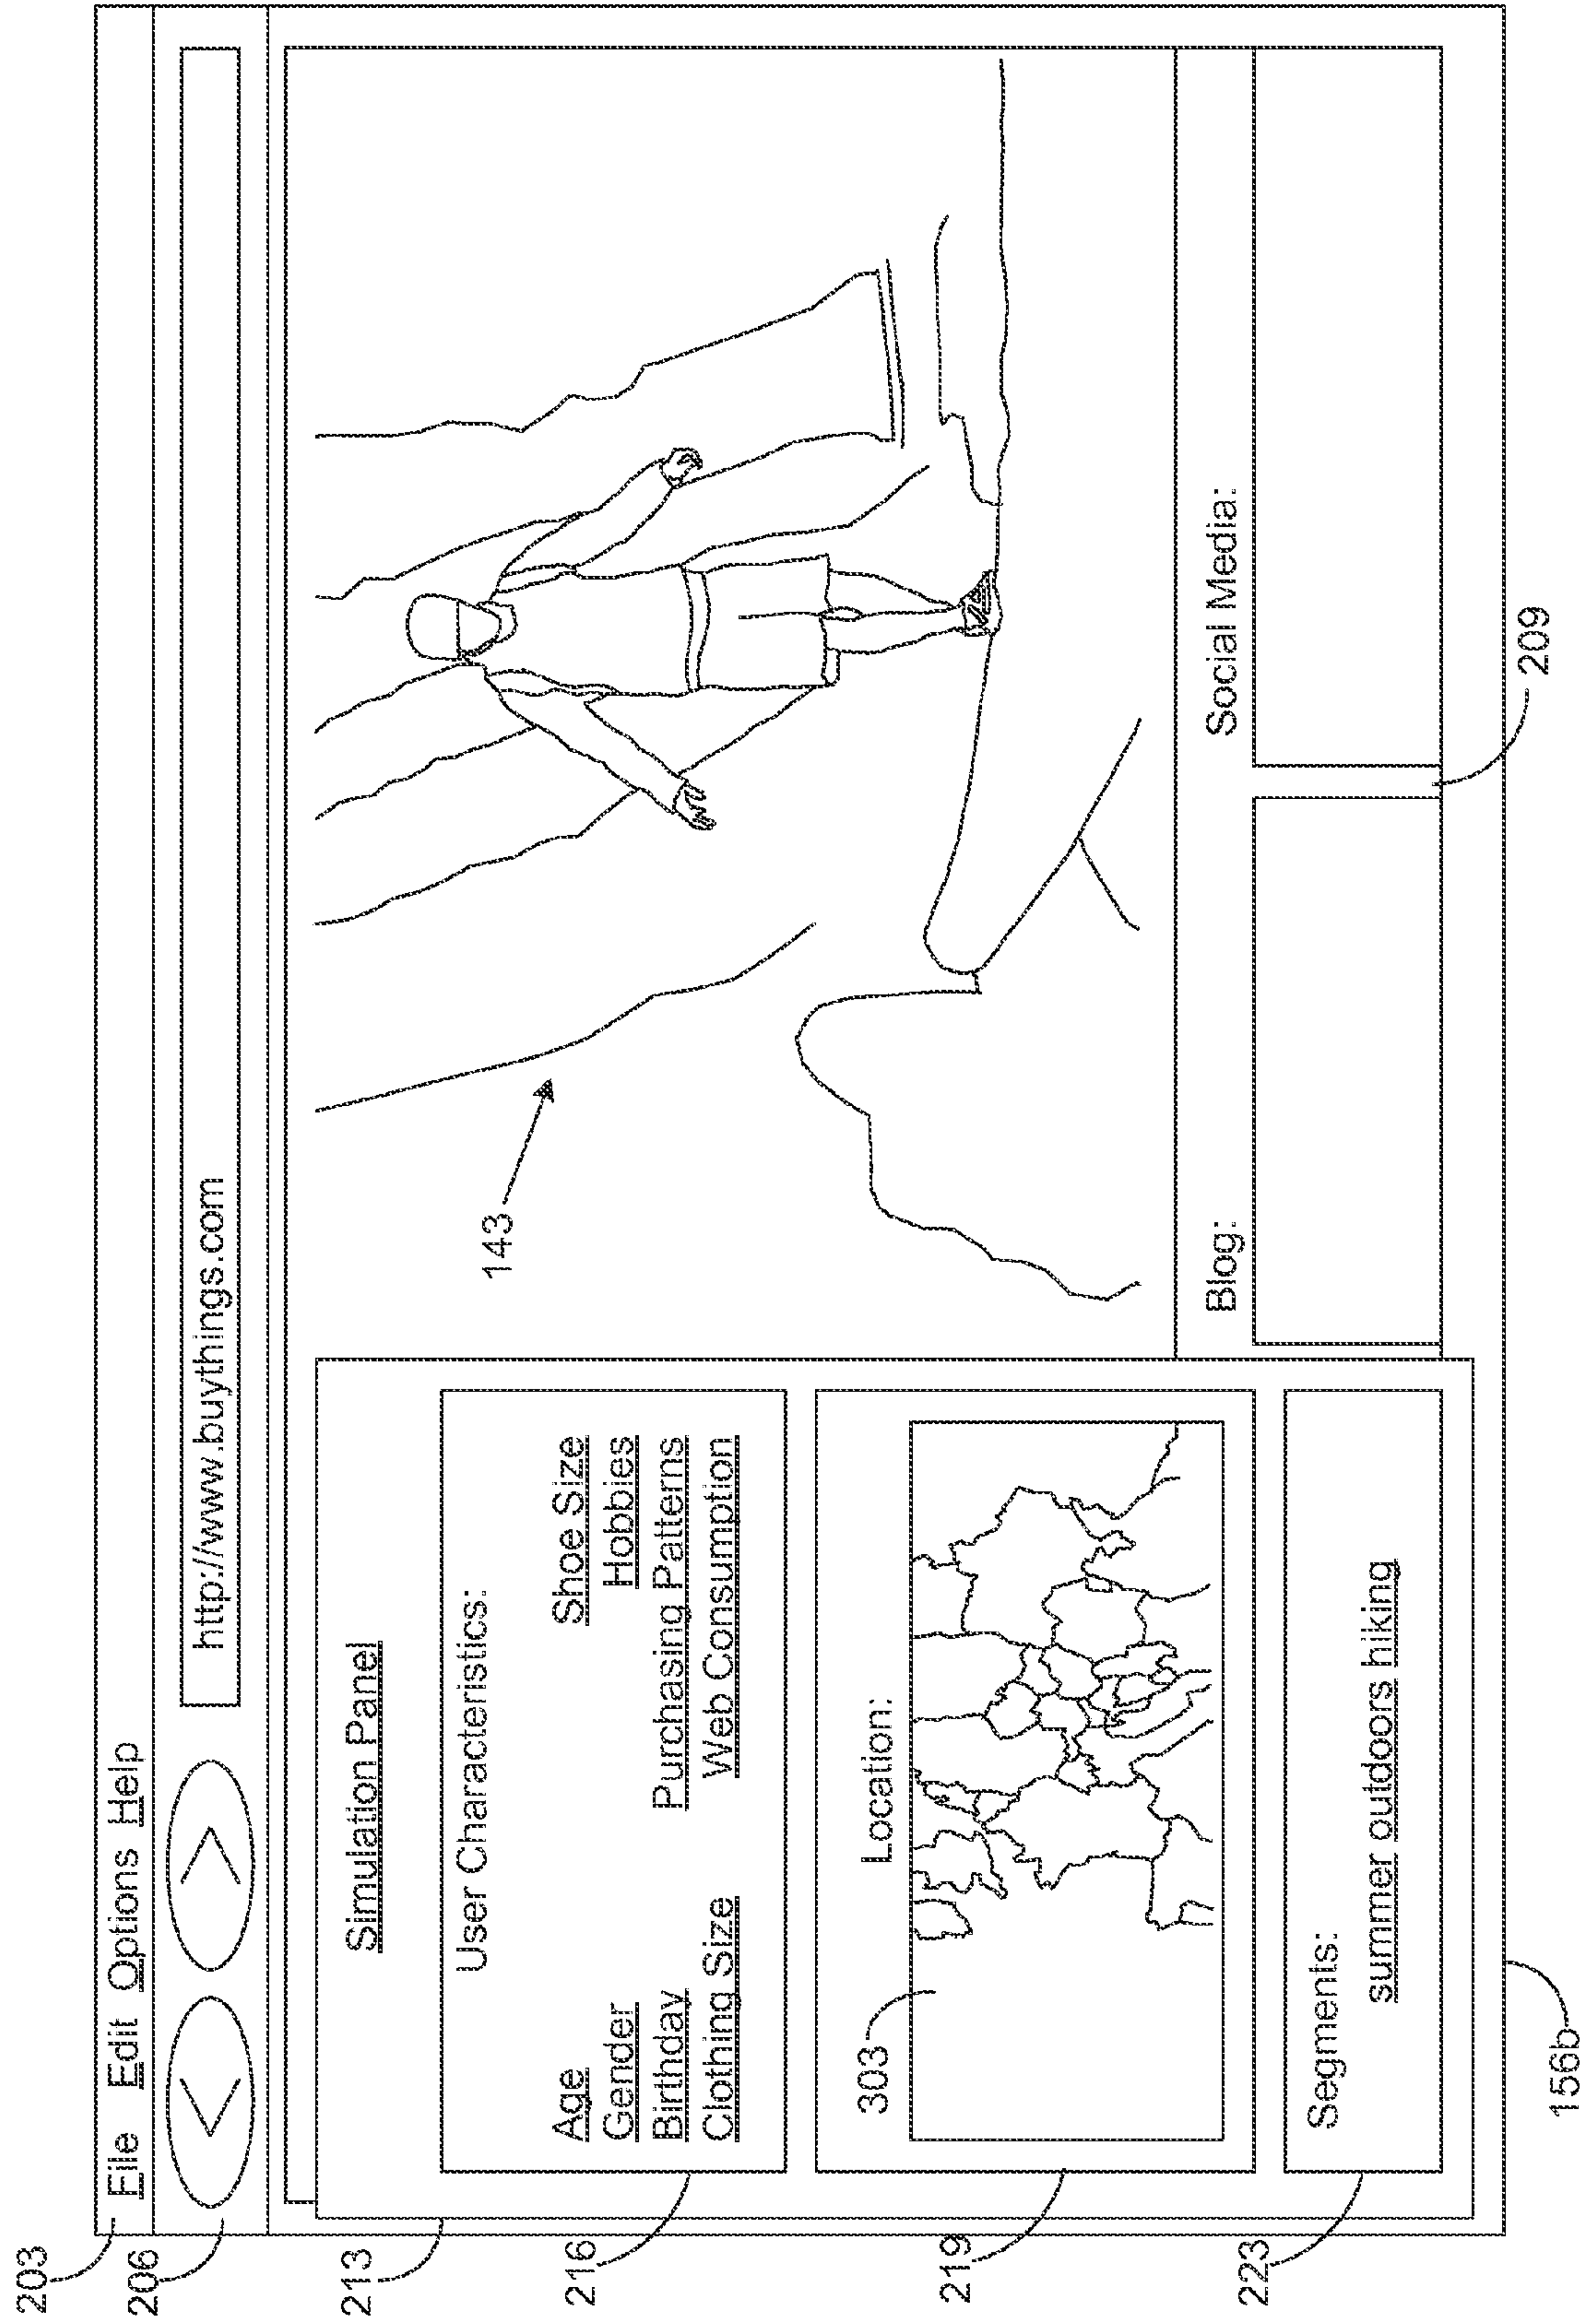 203
File Edit Options Help
206
http://www.buythings.com
213
Simulation Panel
216
User Characteristics:
Age Shoe Size
Gender Hobbies
Birthday Purchasing Patterns
Clothing Size Web Consumption
143
219
Location:
303
223
Segments:
summer outdoors hiking
Blog: Social Media:
209
156b